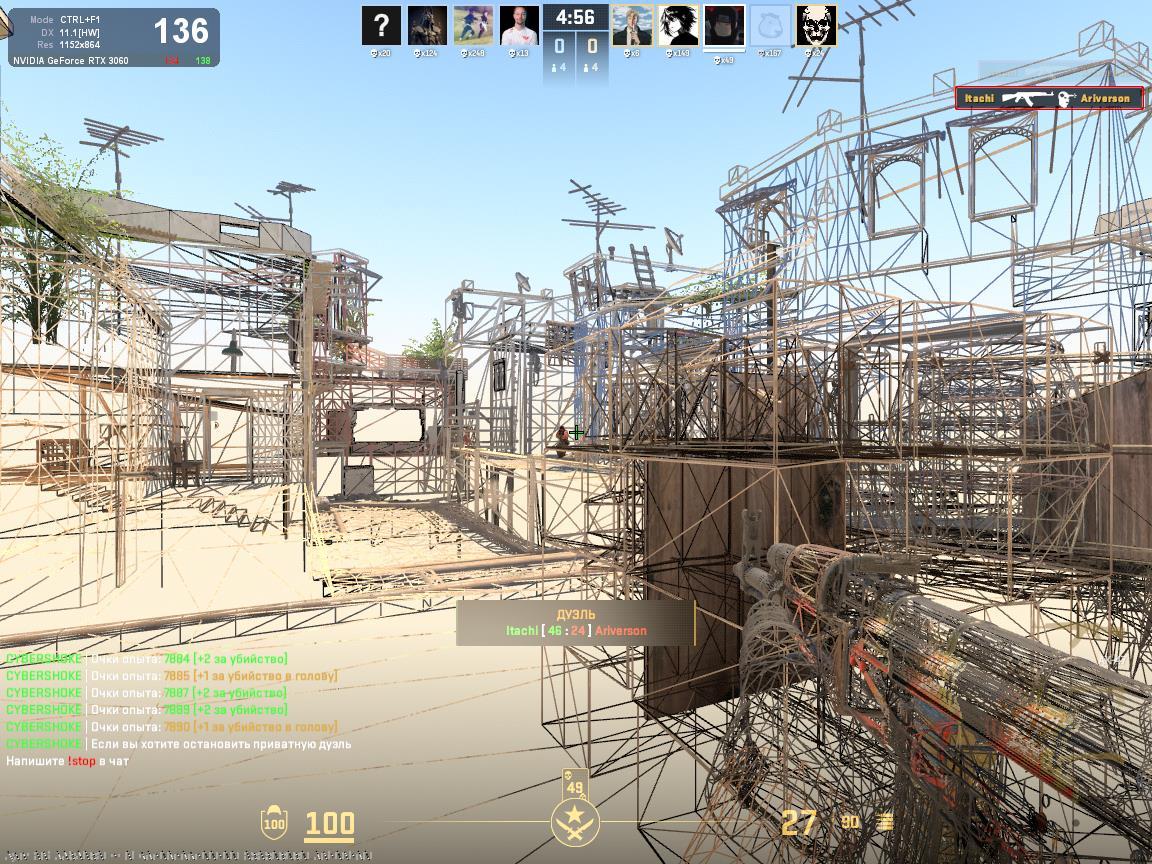 Mode CTRL+F1
DX 11.1[HW]
Res 1152x864
136
NVIDIA GeForce RTX 3060 138
?
4:56
0 0
4 4
x20 x124 x248 x13 x6 x149 x49 x167
Itachi Ariverson
ДУЭЛЬ
Itachi [ 46 : 24 ] Ariverson
CYBERSHOKE | Очки опыта: 7884 [+2 за убийство]
CYBERSHOKE | Очки опыта: 7885 [+1 за убийство в голову]
CYBERSHOKE | Очки опыта: 7887 [+2 за убийство]
CYBERSHOKE | Очки опыта: 7889 [+2 за убийство]
CYBERSHOKE | Очки опыта: 7890 [+1 за убийство в голову]
CYBERSHOKE | Если вы хотите остановить приватную дуэль
Напишите !stop в чат
N
49
100 100
27 90